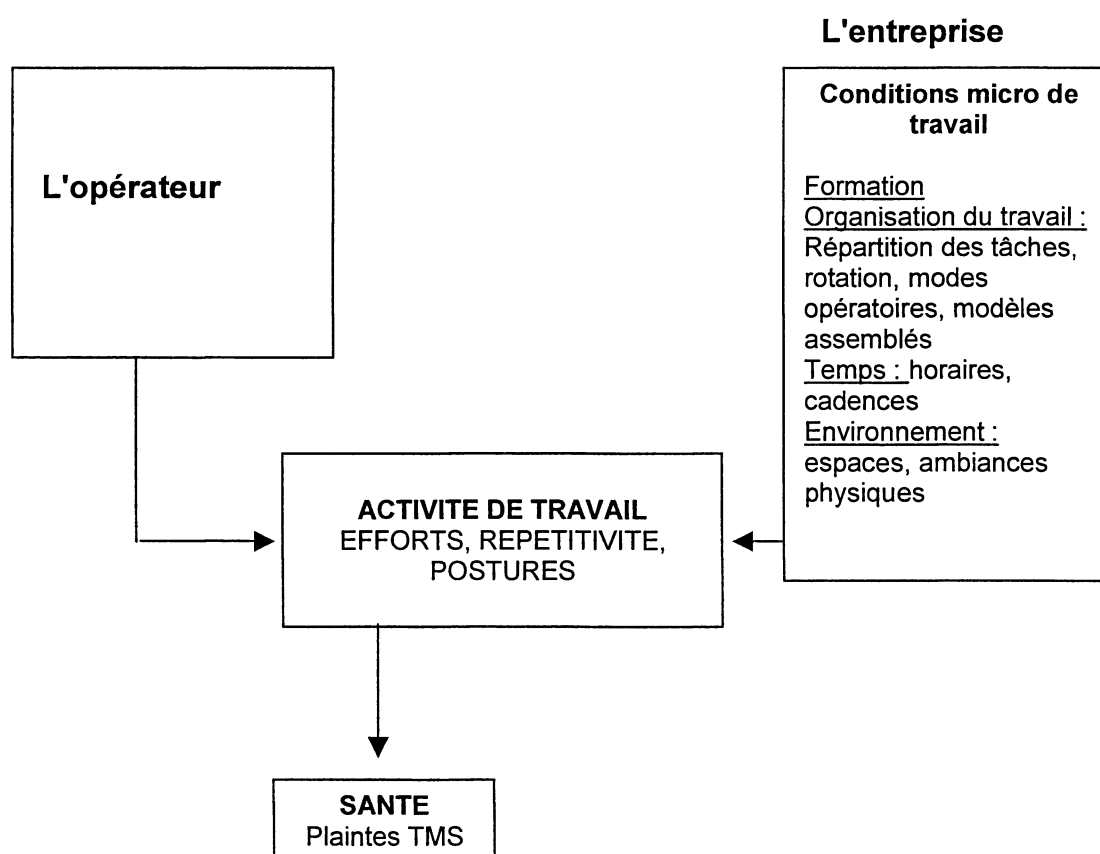 L'entreprise
L'opérateur
Conditions micro de
travail
Formation
Organisation du travail :
Répartition des tâches,
rotation, modes
opératoires, modèles
assemblés
Temps : horaires,
cadences
Environnement :
espaces, ambiances
physiques
ACTIVITE DE TRAVAIL
EFFORTS, REPETITIVITE,
POSTURES
SANTE
Plaintes TMS